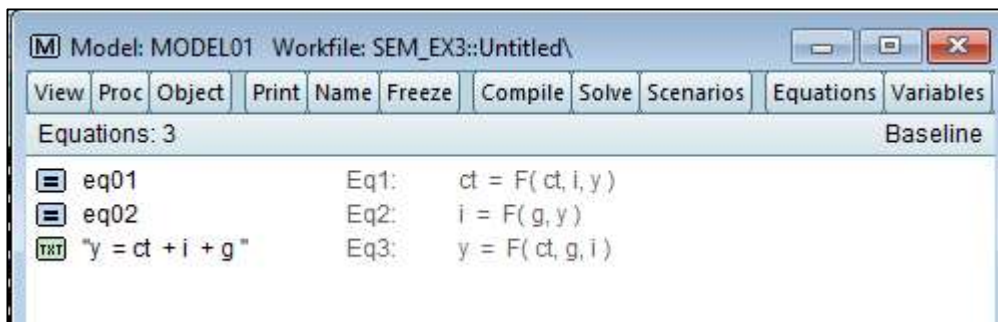 M Model: MODEL01 Workfile: SEM_EX3::Untitled\
View Proc Object Print Name Freeze Compile Solve Scenarios Equations Variables
Equations: 3 Baseline
eq01 Eq1: ct = F( ct, i, y )
eq02 Eq2: i = F( g, y )
TXT "y = ct + i + g" Eq3: y = F( ct, g, i )